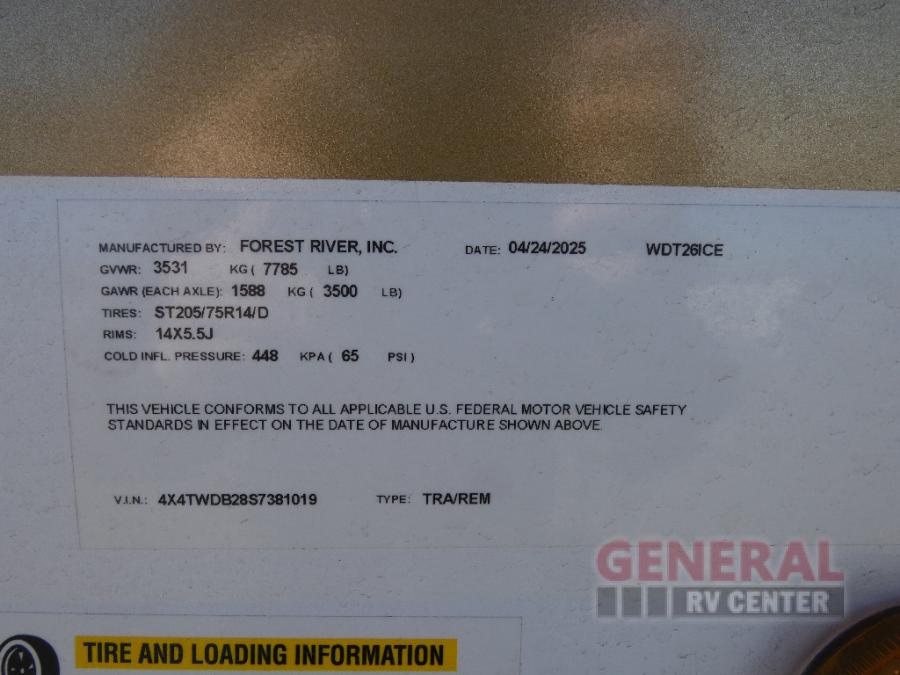 MANUFACTURED BY: FOREST RIVER, INC. DATE: 04/24/2025 WDT26ICE
GVWR: 3531 KG ( 7785 LB)
GAWR (EACH AXLE): 1588 KG ( 3500 LB)
TIRES: ST205/75R14/D
RIMS: 14X5.5J
COLD INFL. PRESSURE: 448 KPA ( 65 PSI )
THIS VEHICLE CONFORMS TO ALL APPLICABLE U.S. FEDERAL MOTOR VEHICLE SAFETY
STANDARDS IN EFFECT ON THE DATE OF MANUFACTURE SHOWN ABOVE.
V.I.N.: 4X4TWDB28S7381019 TYPE: TRA/REM
GENERAL
RV CENTER
TIRE AND LOADING INFORMATION